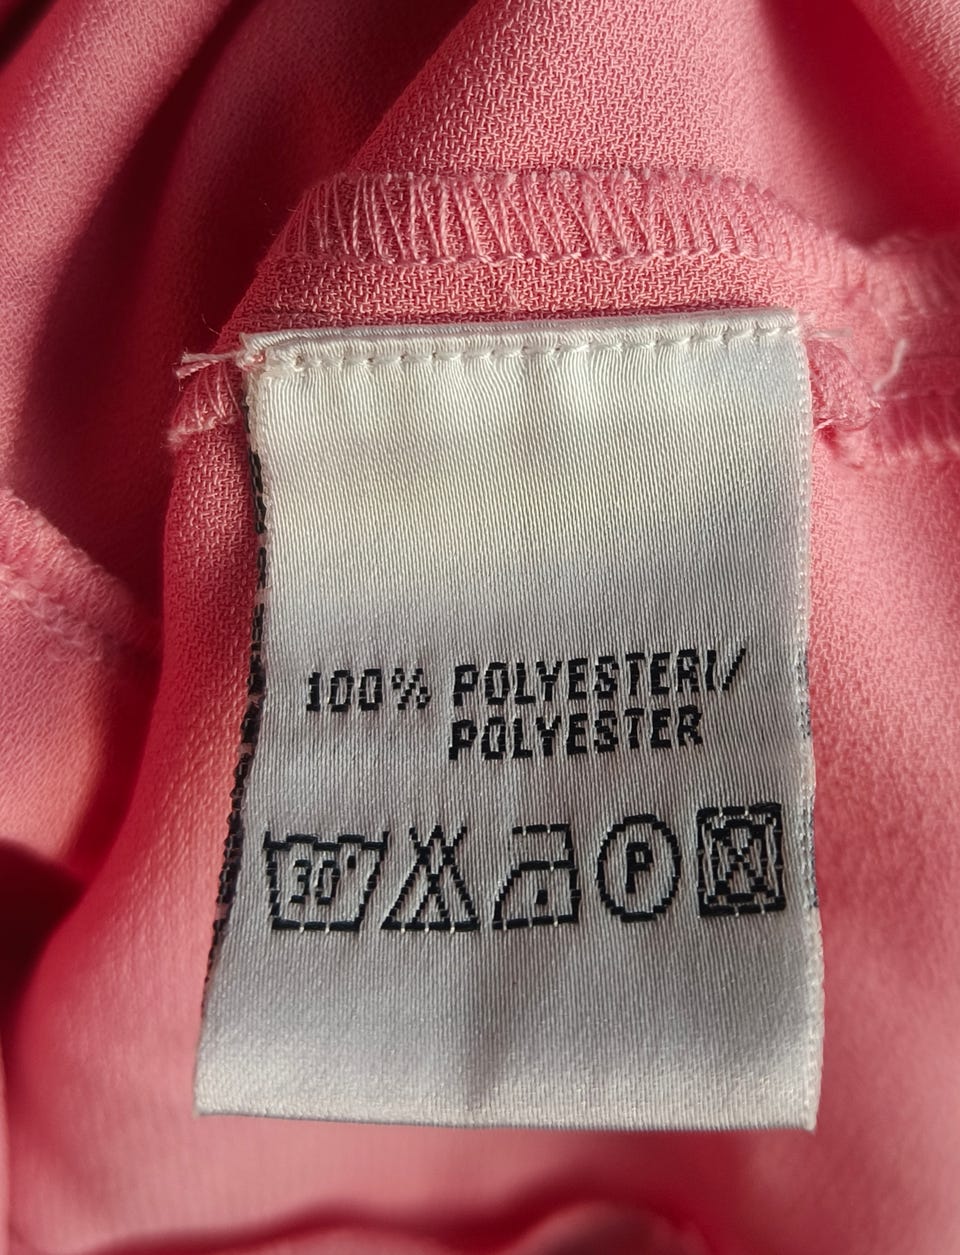 100% POLYESTERI/
POLYESTER
30°
P